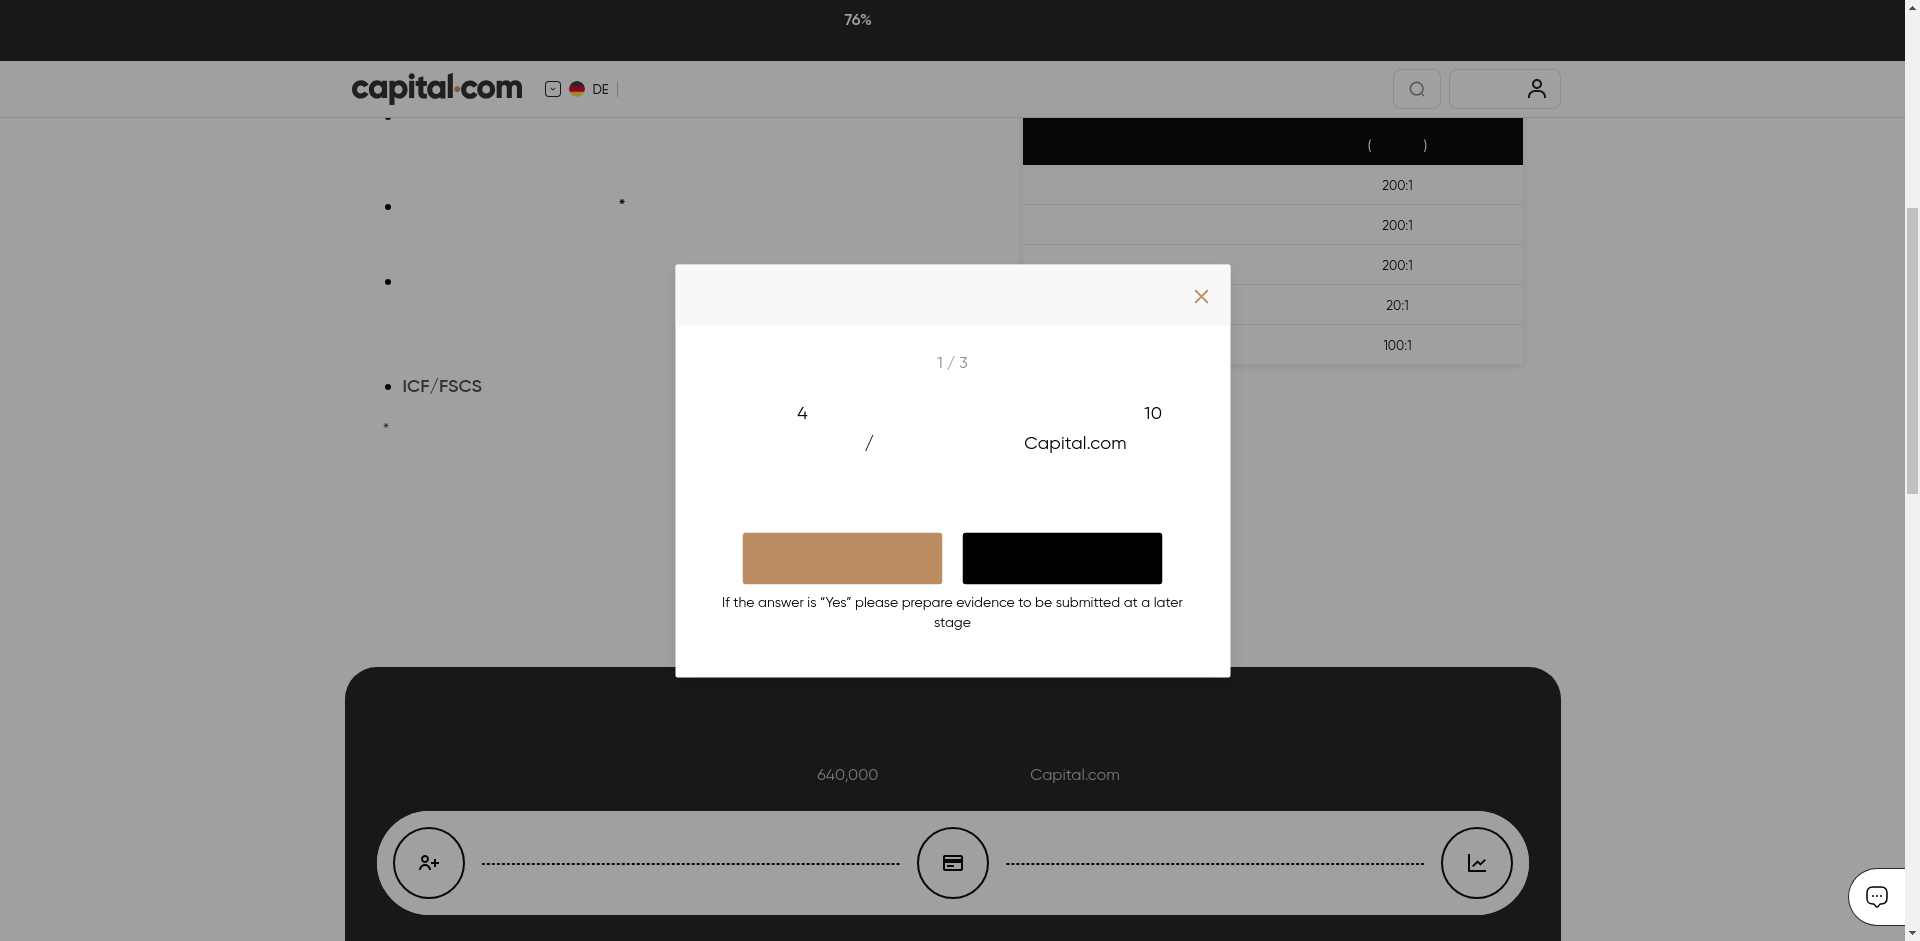 76%
capital.com
DE
( )
200:1
*
200:1
200:1
20:1
100:1
1 / 3
ICF/FSCS
4 10
*
/ Capital.com
If the answer is “Yes” please prepare evidence to be submitted at a later
stage
640,000 Capital.com